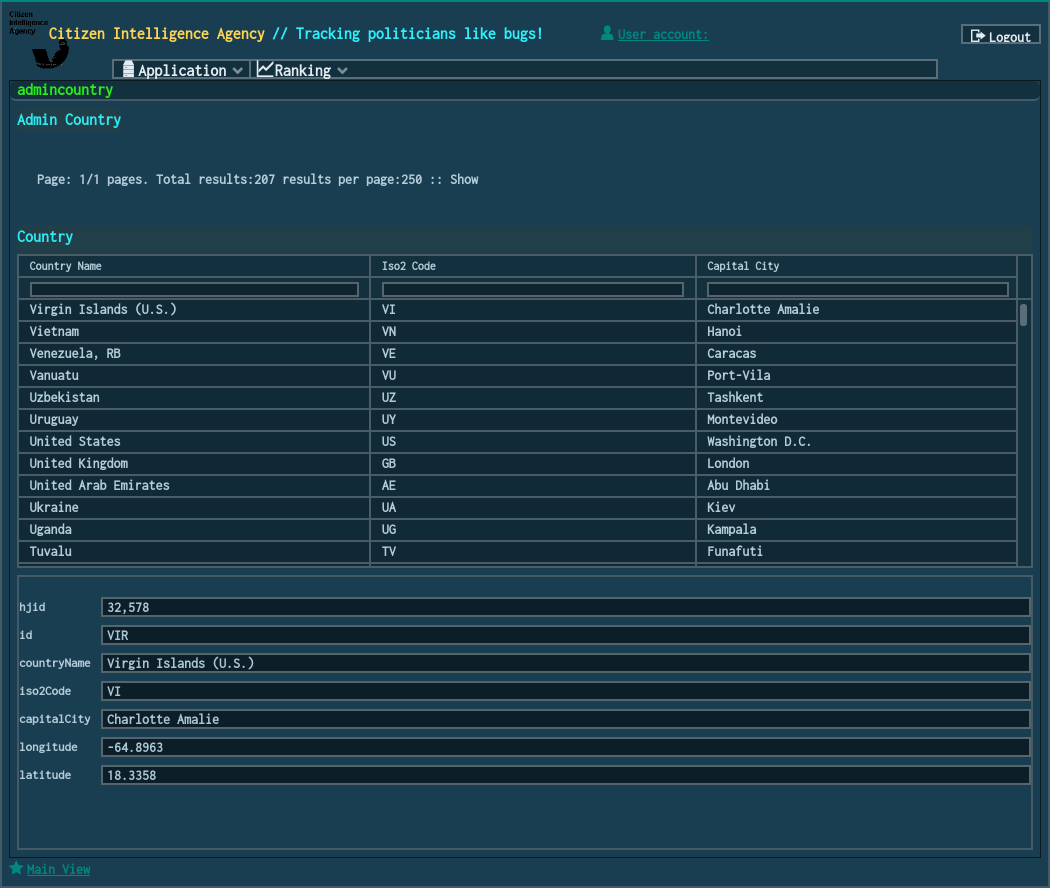 Citizen
Intelligence
Agency
Citizen Intelligence Agency // Tracking politicians like bugs!
User account:
Logout
Application Ranking
admincountry
Admin Country
Page: 1/1 pages. Total results:207 results per page:250 :: Show
Country
Country Name Iso2 Code Capital City
Virgin Islands (U.S.) VI Charlotte Amalie
Vietnam VN Hanoi
Venezuela, RB VE Caracas
Vanuatu VU Port-Vila
Uzbekistan UZ Tashkent
Uruguay UY Montevideo
United States US Washington D.C.
United Kingdom GB London
United Arab Emirates AE Abu Dhabi
Ukraine UA Kiev
Uganda UG Kampala
Tuvalu TV Funafuti
hjid 32,578
id VIR
countryName Virgin Islands (U.S.)
iso2Code VI
capitalCity Charlotte Amalie
longitude -64.8963
latitude 18.3358
Main View